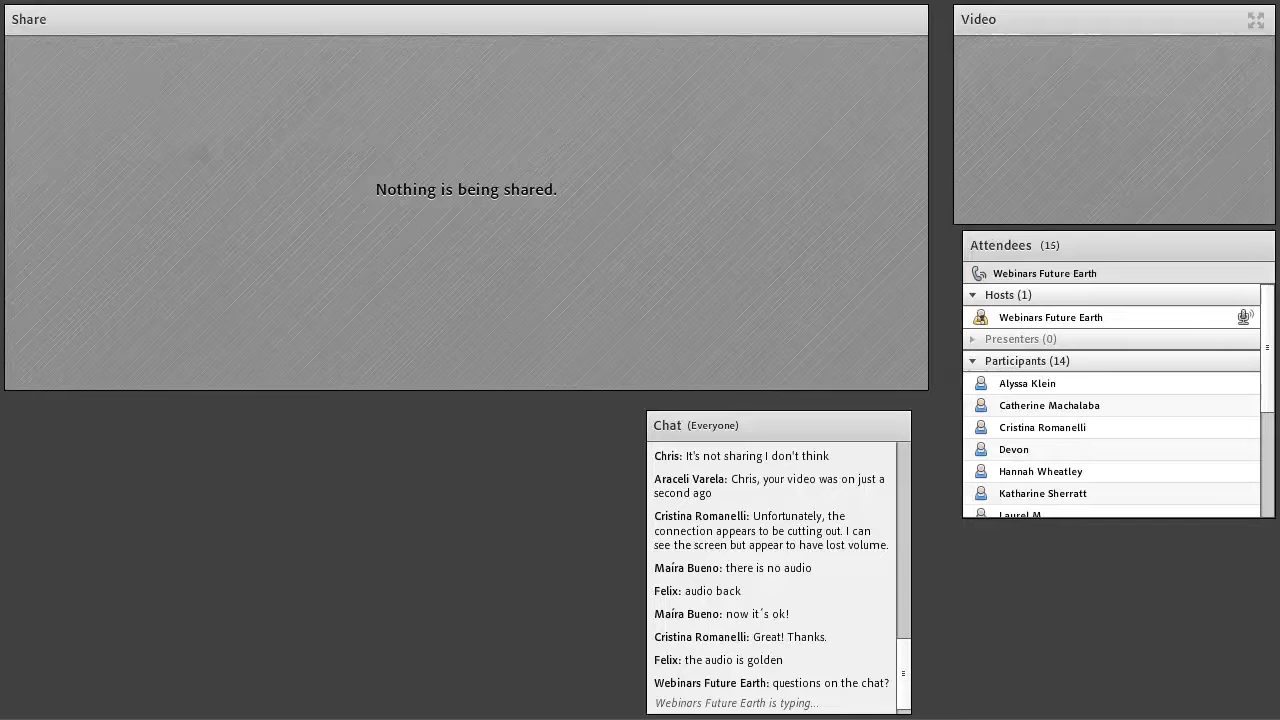 Share
Nothing is being shared.
Video
Attendees (15)
Webinars Future Earth
Hosts (1)
Webinars Future Earth
Presenters (0)
Participants (14)
Alyssa Klein
Catherine Machalaba
Cristina Romanelli
Devon
Hannah Wheatley
Katharine Sherratt
Laurel M
Chat (Everyone)
Chris: It's not sharing I don't think
Araceli Varela: Chris, your video was on just a
second ago
Cristina Romanelli: Unfortunately, the
connection appears to be cutting out. I can
see the screen but appear to have lost volume.
Maíra Bueno: there is no audio
Felix: audio back
Maíra Bueno: now it´s ok!
Cristina Romanelli: Great! Thanks.
Felix: the audio is golden
Webinars Future Earth: questions on the chat?
Webinars Future Earth is typing...